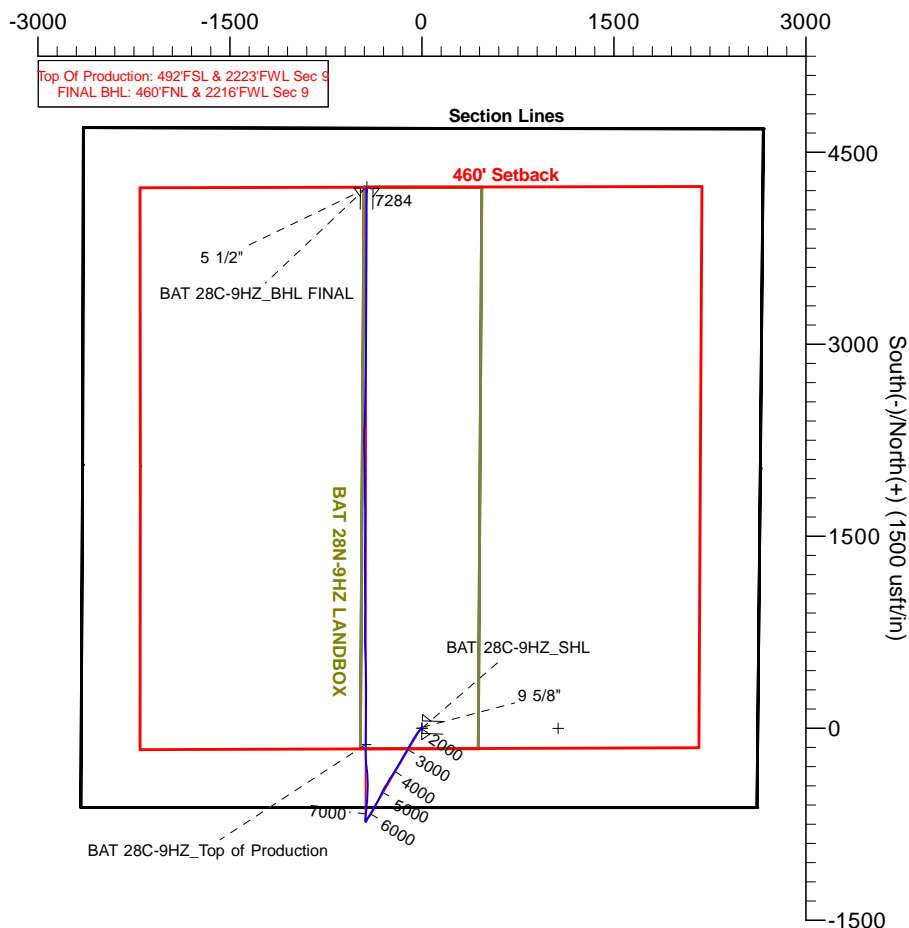 -3000
-1500
0
1500
3000
Top Of Production: 492'FSL & 2223'FWL Sec 9
FINAL BHL: 460'FNL & 2216'FWL Sec 9
Section Lines
4500
460' Setback
7284
5 1/2"
BAT 28C-9HZ_BHL FINAL
3000
South(-)/North(+) (1500 usft/in)
1500
BAT 28N-9HZ LANDBOX
BAT 28C-9HZ_SHL
9 5/8"
0
2000
3000
4000
5000
6000
7000
BAT 28C-9HZ_Top of Production
-1500